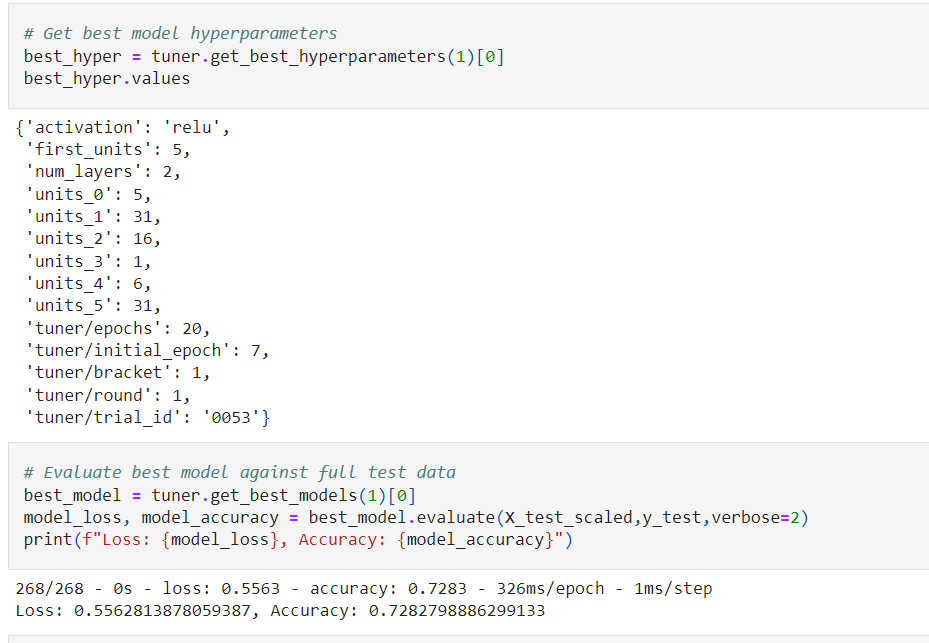 # Get best model hyperparameters
best_hyper = tuner.get_best_hyperparameters(1)[0]
best_hyper.values
{'activation': 'relu',
'first_units': 5,
'num_layers': 2,
'units_0': 5,
'units_1': 31,
'units_2': 16,
'units_3': 1,
'units_4': 6,
'units_5': 31,
'tuner/epochs': 20,
'tuner/initial_epoch': 7,
'tuner/bracket': 1,
'tuner/round': 1,
'tuner/trial_id': '0053'}
# Evaluate best model against full test data
best_model = tuner.get_best_models(1)[0]
model_loss, model_accuracy = best_model.evaluate(X_test_scaled,y_test,verbose=2)
print(f"Loss: {model_loss}, Accuracy: {model_accuracy}")
268/268 - 0s - loss: 0.5563 - accuracy: 0.7283 - 326ms/epoch - 1ms/step
Loss: 0.5562813878059387, Accuracy: 0.7282798886299133